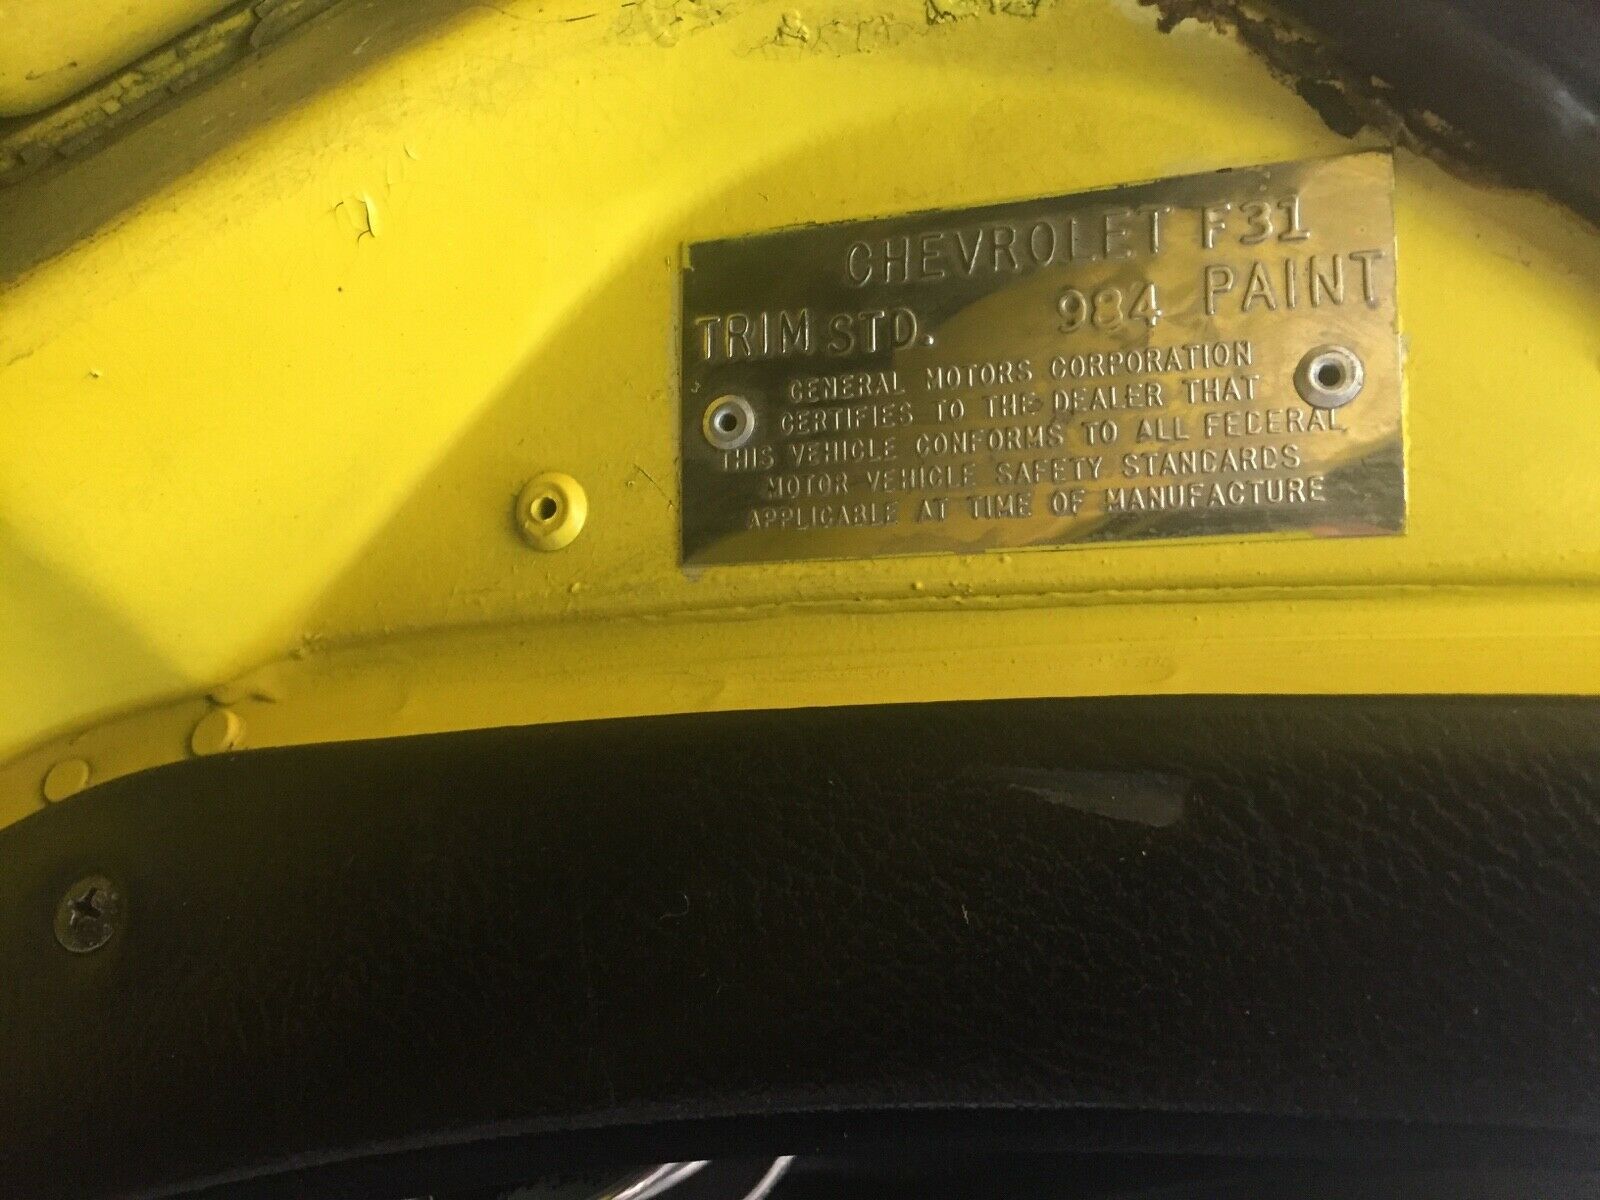 CHEVROLET F31
TRIM STD. 984 PAINT
GENERAL MOTORS CORPORATION
CERTIFIES TO THE DEALER THAT
THIS VEHICLE CONFORMS TO ALL FEDERAL
MOTOR VEHICLE SAFETY STANDARDS
APPLICABLE AT TIME OF MANUFACTURE